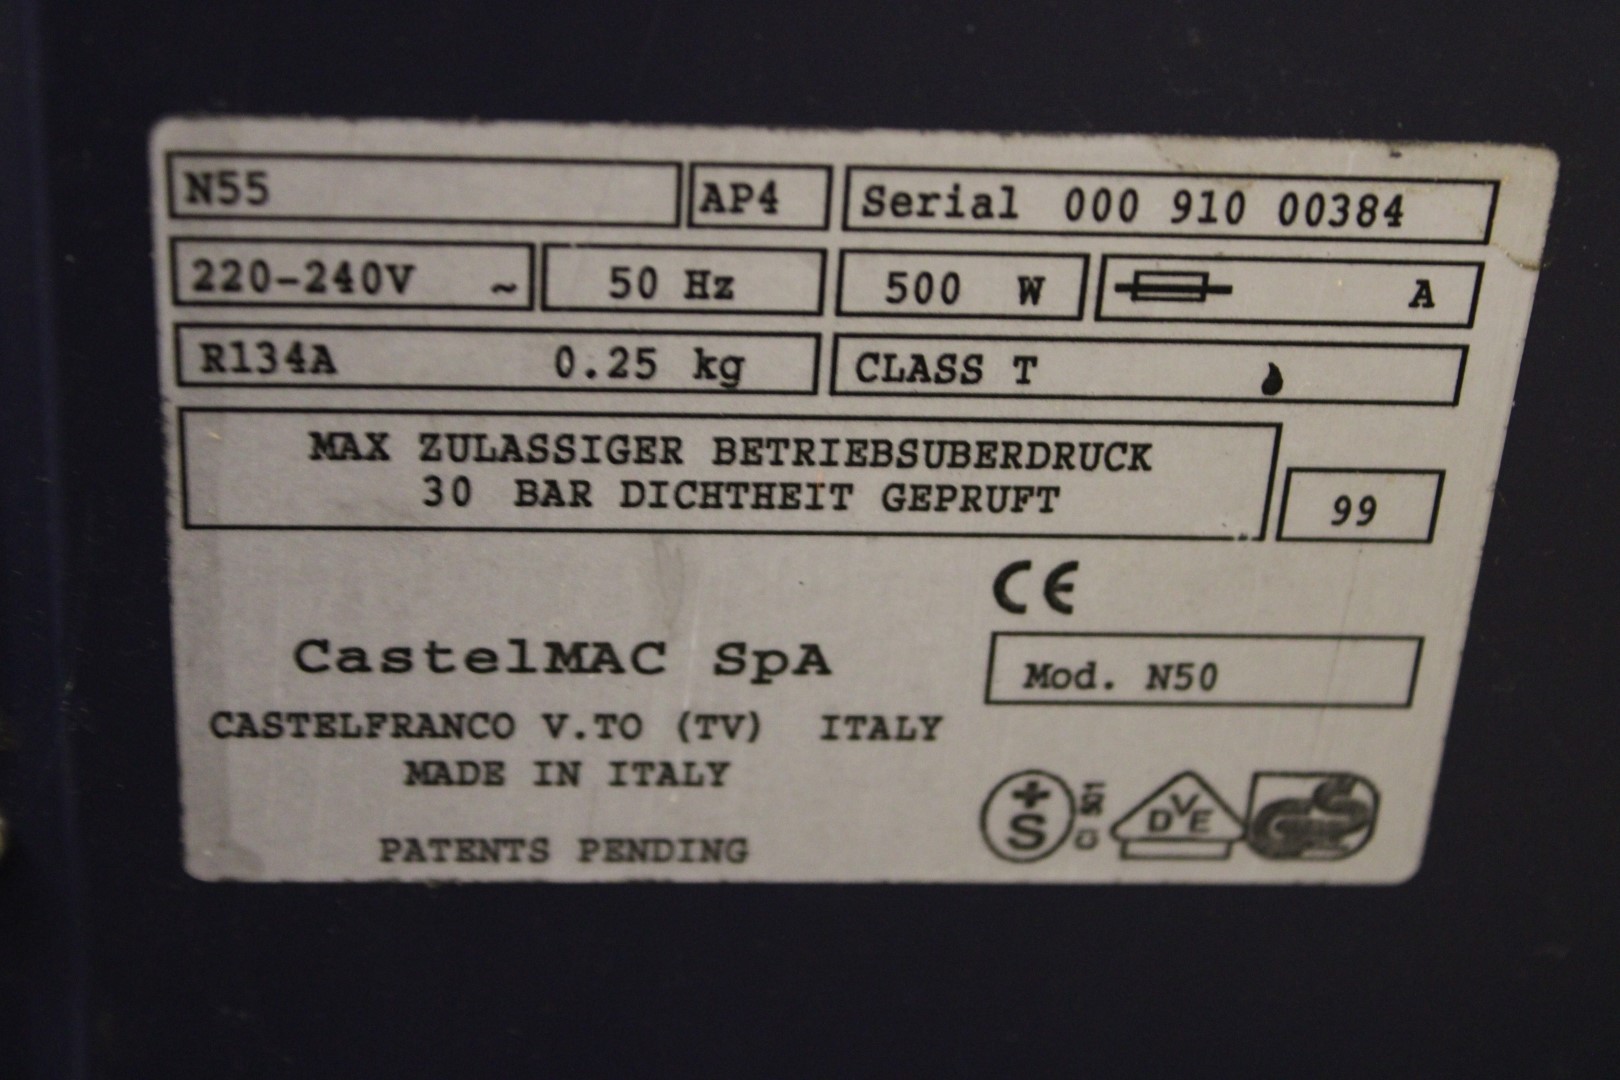 N55 AP4 Serial 000 910 00384
220-240V ~ 50 Hz 500 W A
R134A 0.25 kg CLASS T
MAX ZULASSIGER BETRIEBSUBERDRUCK
30 BAR DICHTHEIT GEPRUFT
99
CE
CastelMAC SpA
Mod. N50
CASTELFRANCO V.TO (TV) ITALY
MADE IN ITALY
PATENTS PENDING
+S DVE GS